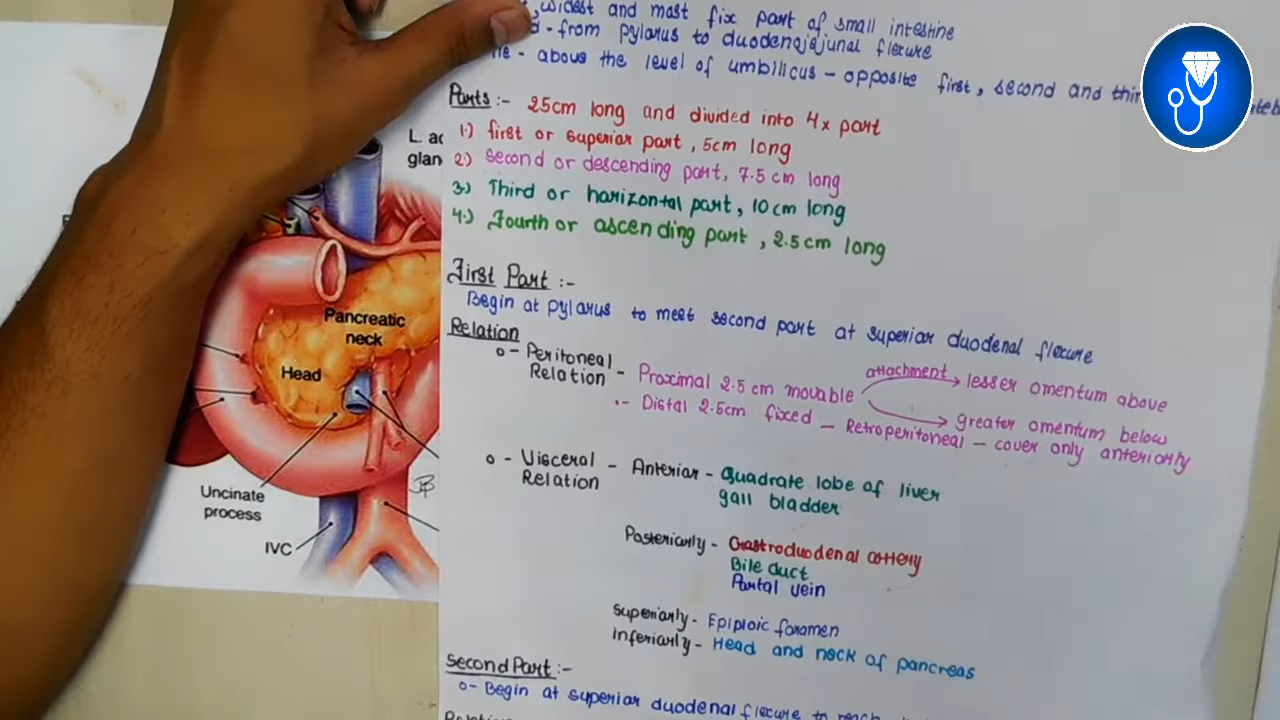 widest and most fix part of small intestine
- from pylorus to duodenojejunal flexure
- above the level of umbilicus - opposite first, second and
Parts :- 25cm long and divided into 4x part
1.) first or superior part, 5cm long
2.) Second or descending part, 7.5 cm long
3.) Third or horizontal part, 10 cm long
4.) Fourth or ascending part, 2.5 cm long
First Part :-
Begin at pylorus to meet second part at superior duodenal flexure
Relation
o - Peritoneal Relation - Proximal 2.5 cm movable attachment → lesser omentum above
→ greater omentum below
- Distal 2.5cm fixed - Retroperitoneal - cover only anteriorly
o - Visceral Relation - Anterior - Quadrate lobe of liver
gall bladder
Posteriorly - Gastroduodenal artery
Bile duct
Portal vein
Superiorly - Epiploic foramen
Inferiorly - Head and neck of pancreas
Second Part :-
o- Begin at superior duodenal flexure to reach
L.
Pancreatic
neck
Head
Uncinate
process
IVC